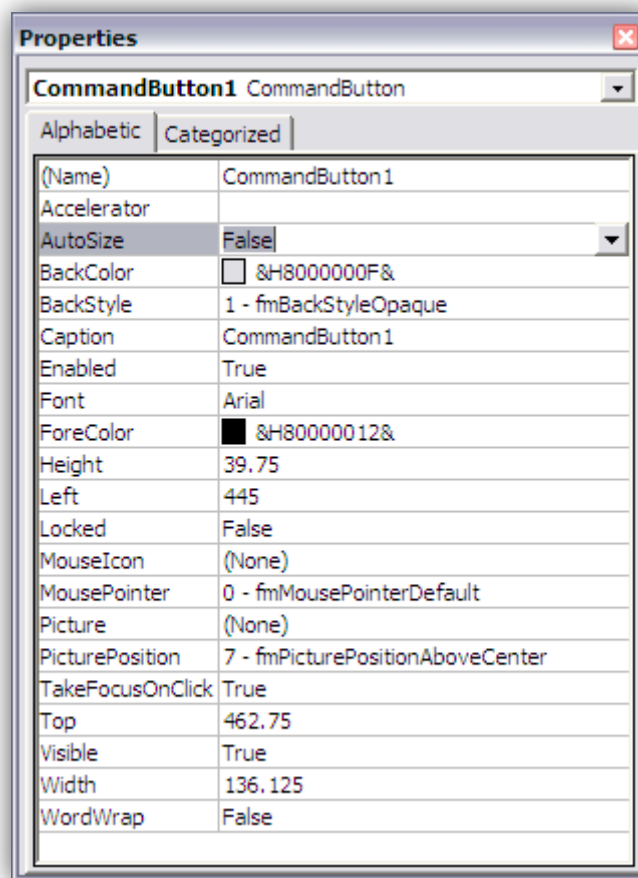 Properties
CommandButton1 CommandButton
Alphabetic Categorized
(Name) CommandButton1
Accelerator
AutoSize False
BackColor &H8000000F&
BackStyle 1 - fmBackStyleOpaque
Caption CommandButton1
Enabled True
Font Arial
ForeColor &H80000012&
Height 39.75
Left 445
Locked False
MouseIcon (None)
MousePointer 0 - fmMousePointerDefault
Picture (None)
PicturePosition 7 - fmPicturePositionAboveCenter
TakeFocusOnClick True
Top 462.75
Visible True
Width 136.125
WordWrap False